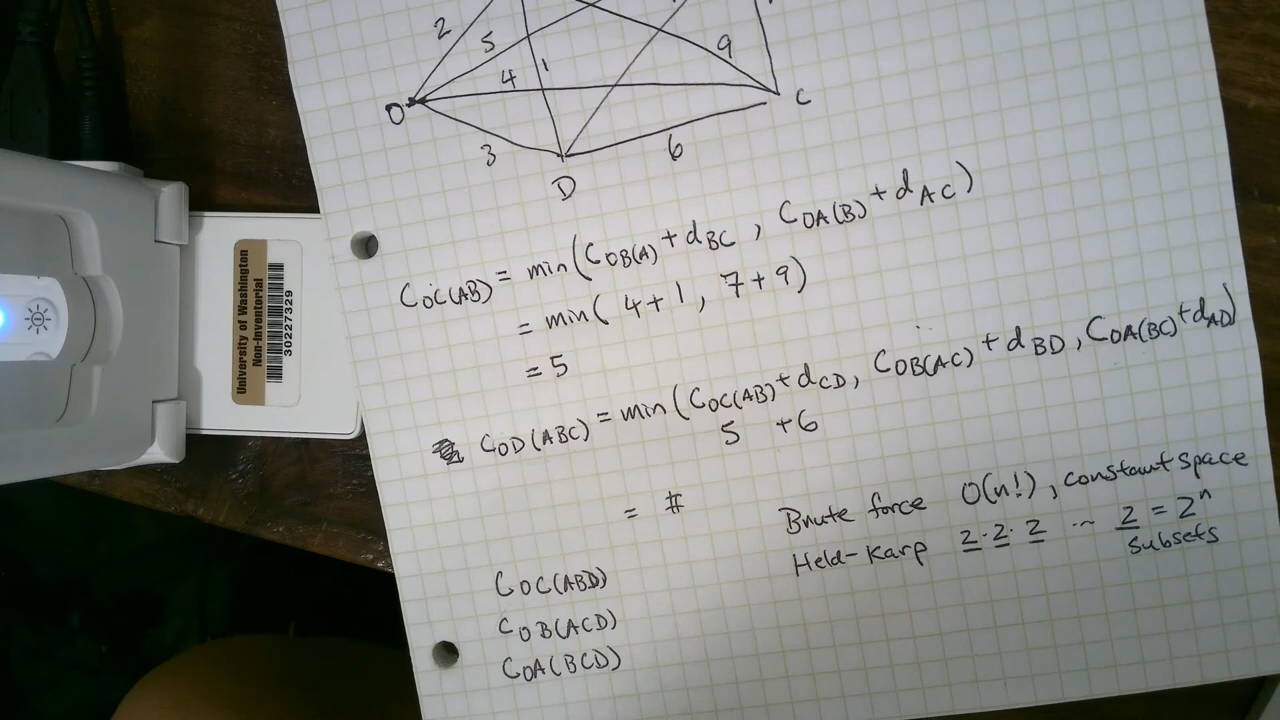 2
5
9
4
1
O
C
3
6
D
COC(AB) = min(COB(A) + dBC , COA(B) + dAC)
= min( 4+1 , 7+9)
= 5
COD(ABC) = min(COC(AB) + dCD, COB(AC) + dBD, COA(BC) + dAD)
5 +6
= #
Brute force O(n!), constant space
Held-Karp 2·2·2 ... 2 = 2ⁿ
subsets
COC(ABD)
COB(ACD)
COA(BCD)
University of Washington
Non-Inventorial
30227329